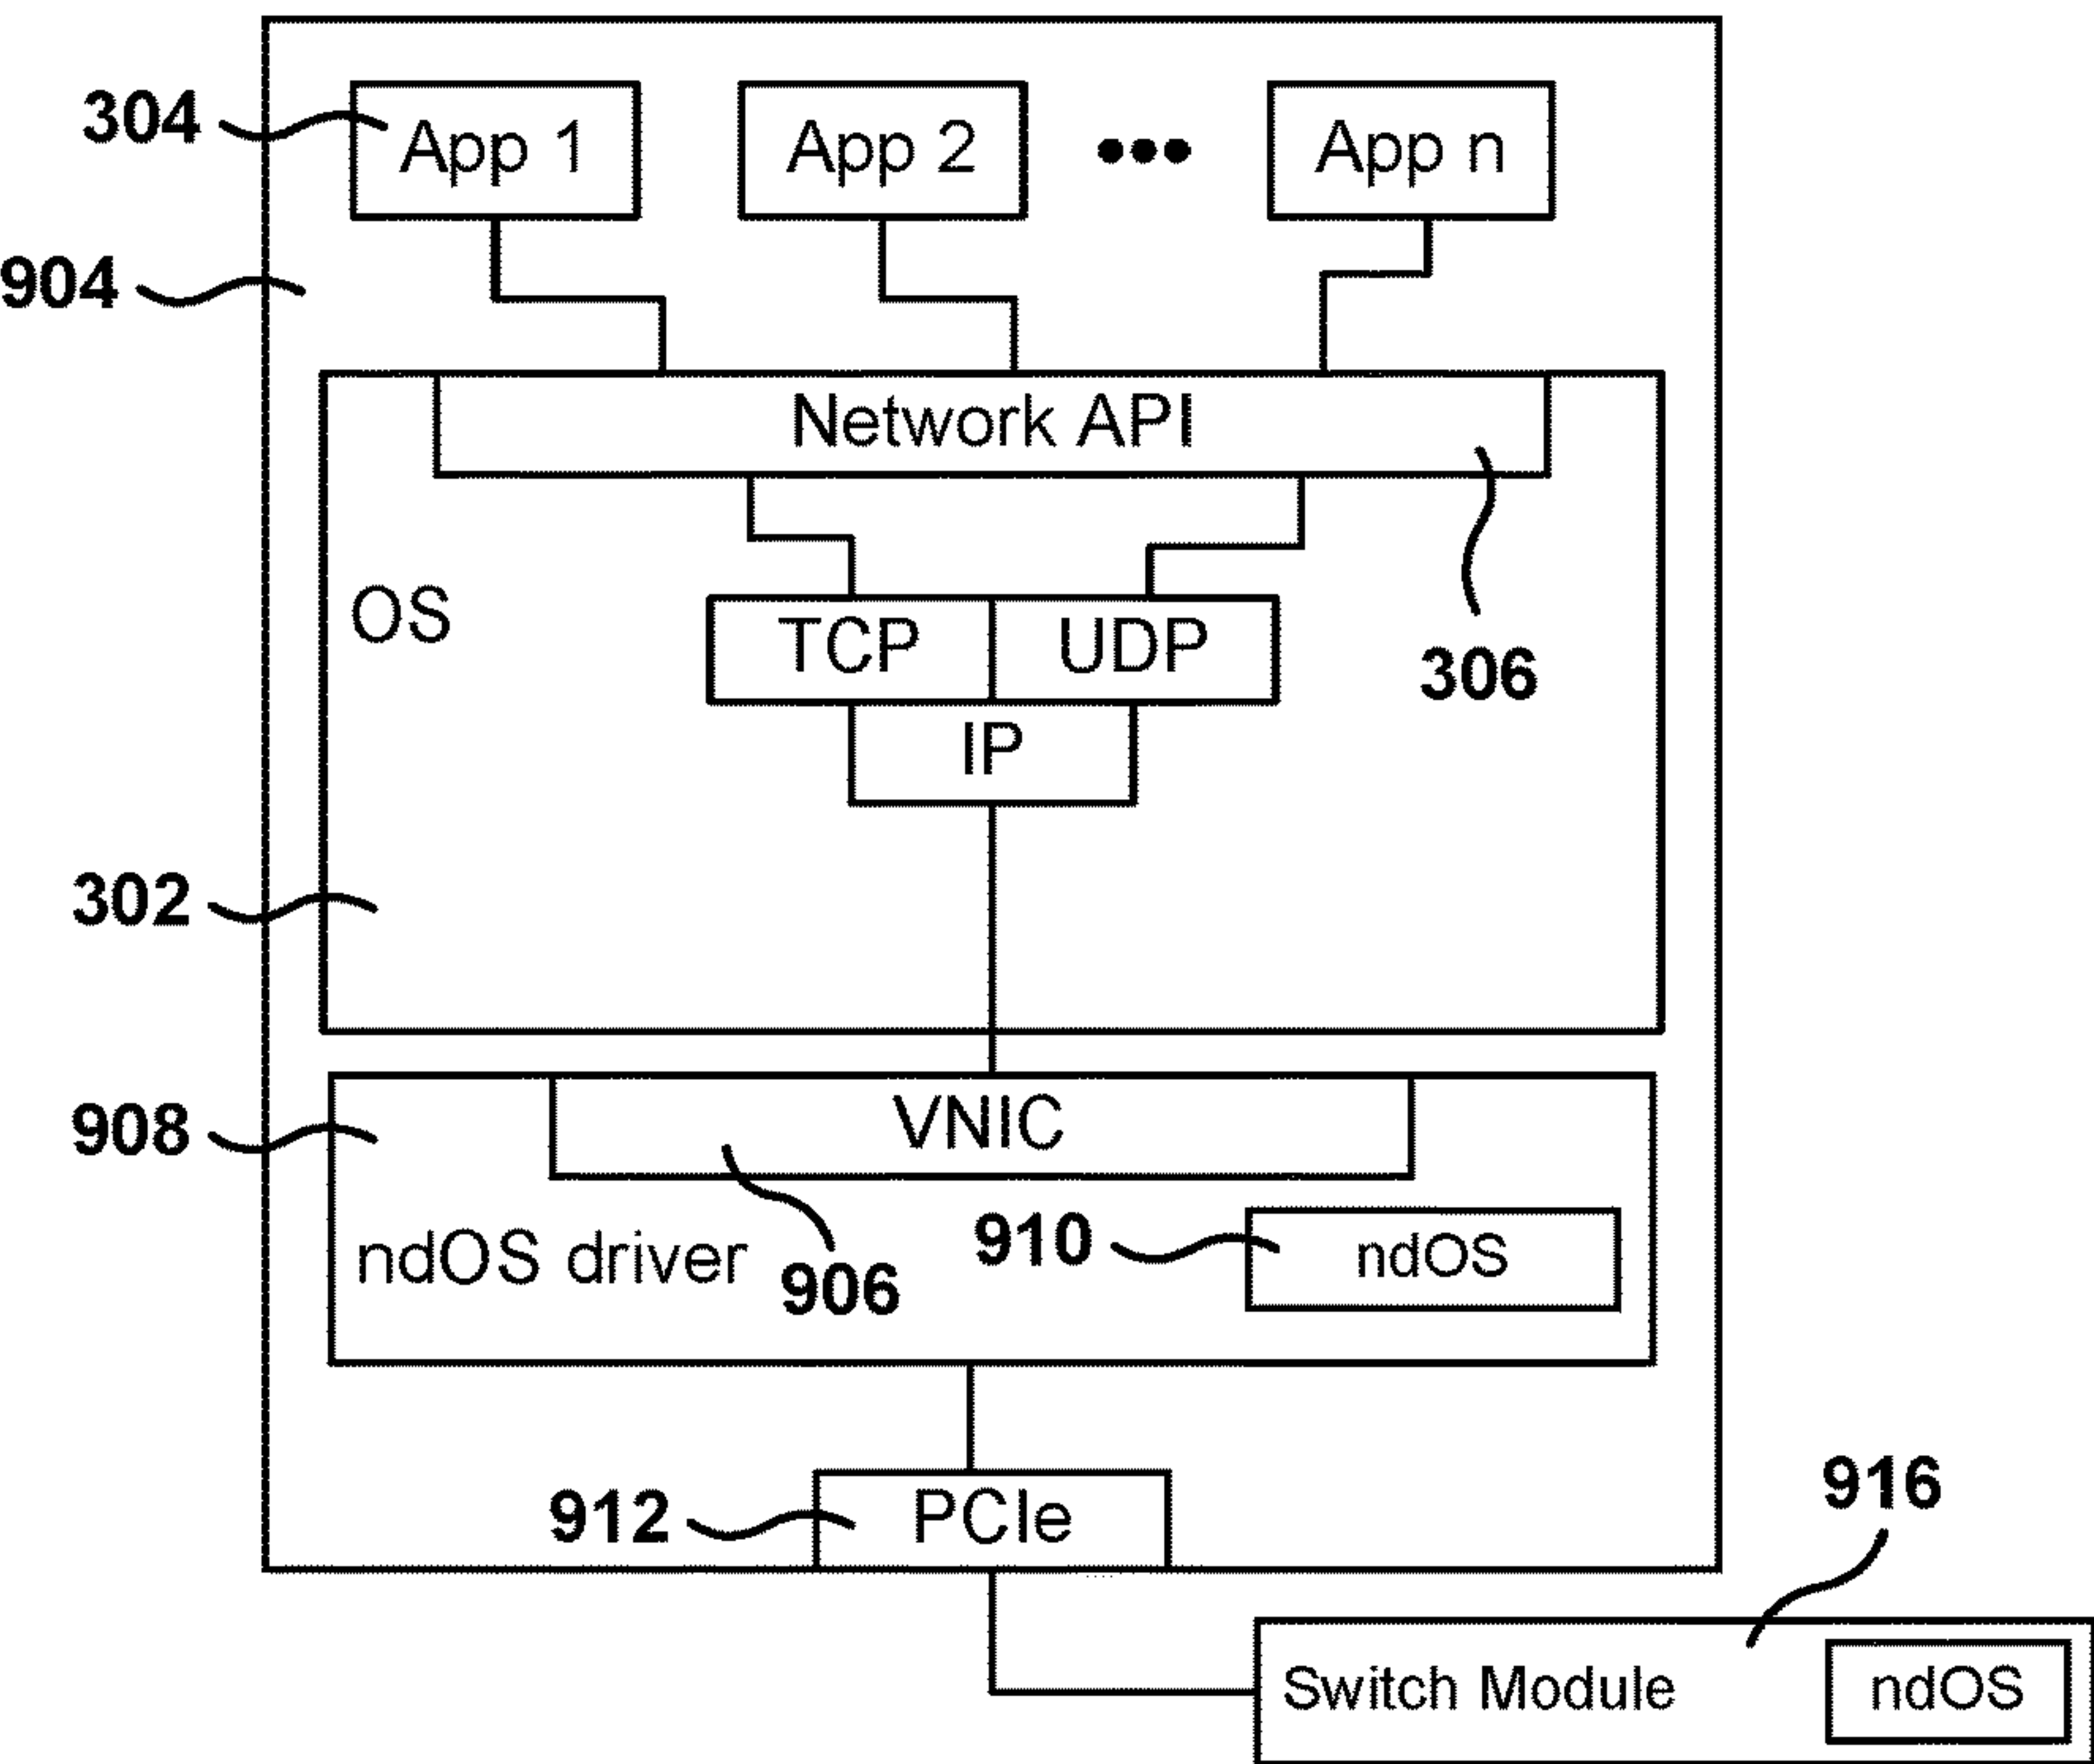 304
App 1
App 2
•••
App n
904
Network API
OS
TCP
UDP
306
IP
302
908
VNIC
ndOS driver
906
910
ndOS
912
PCIe
916
Switch Module
ndOS